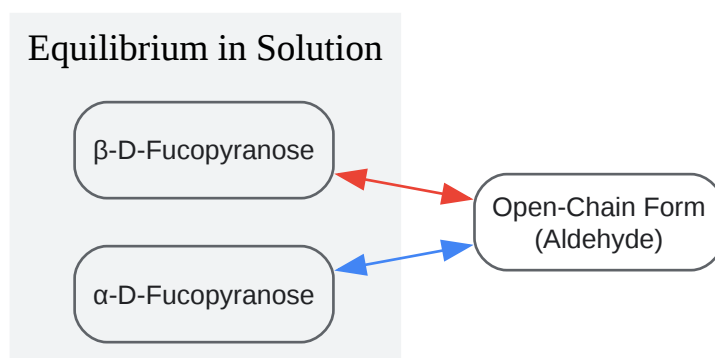 Equilibrium in Solution
β-D-Fucopyranose
Open-Chain Form
(Aldehyde)
α-D-Fucopyranose